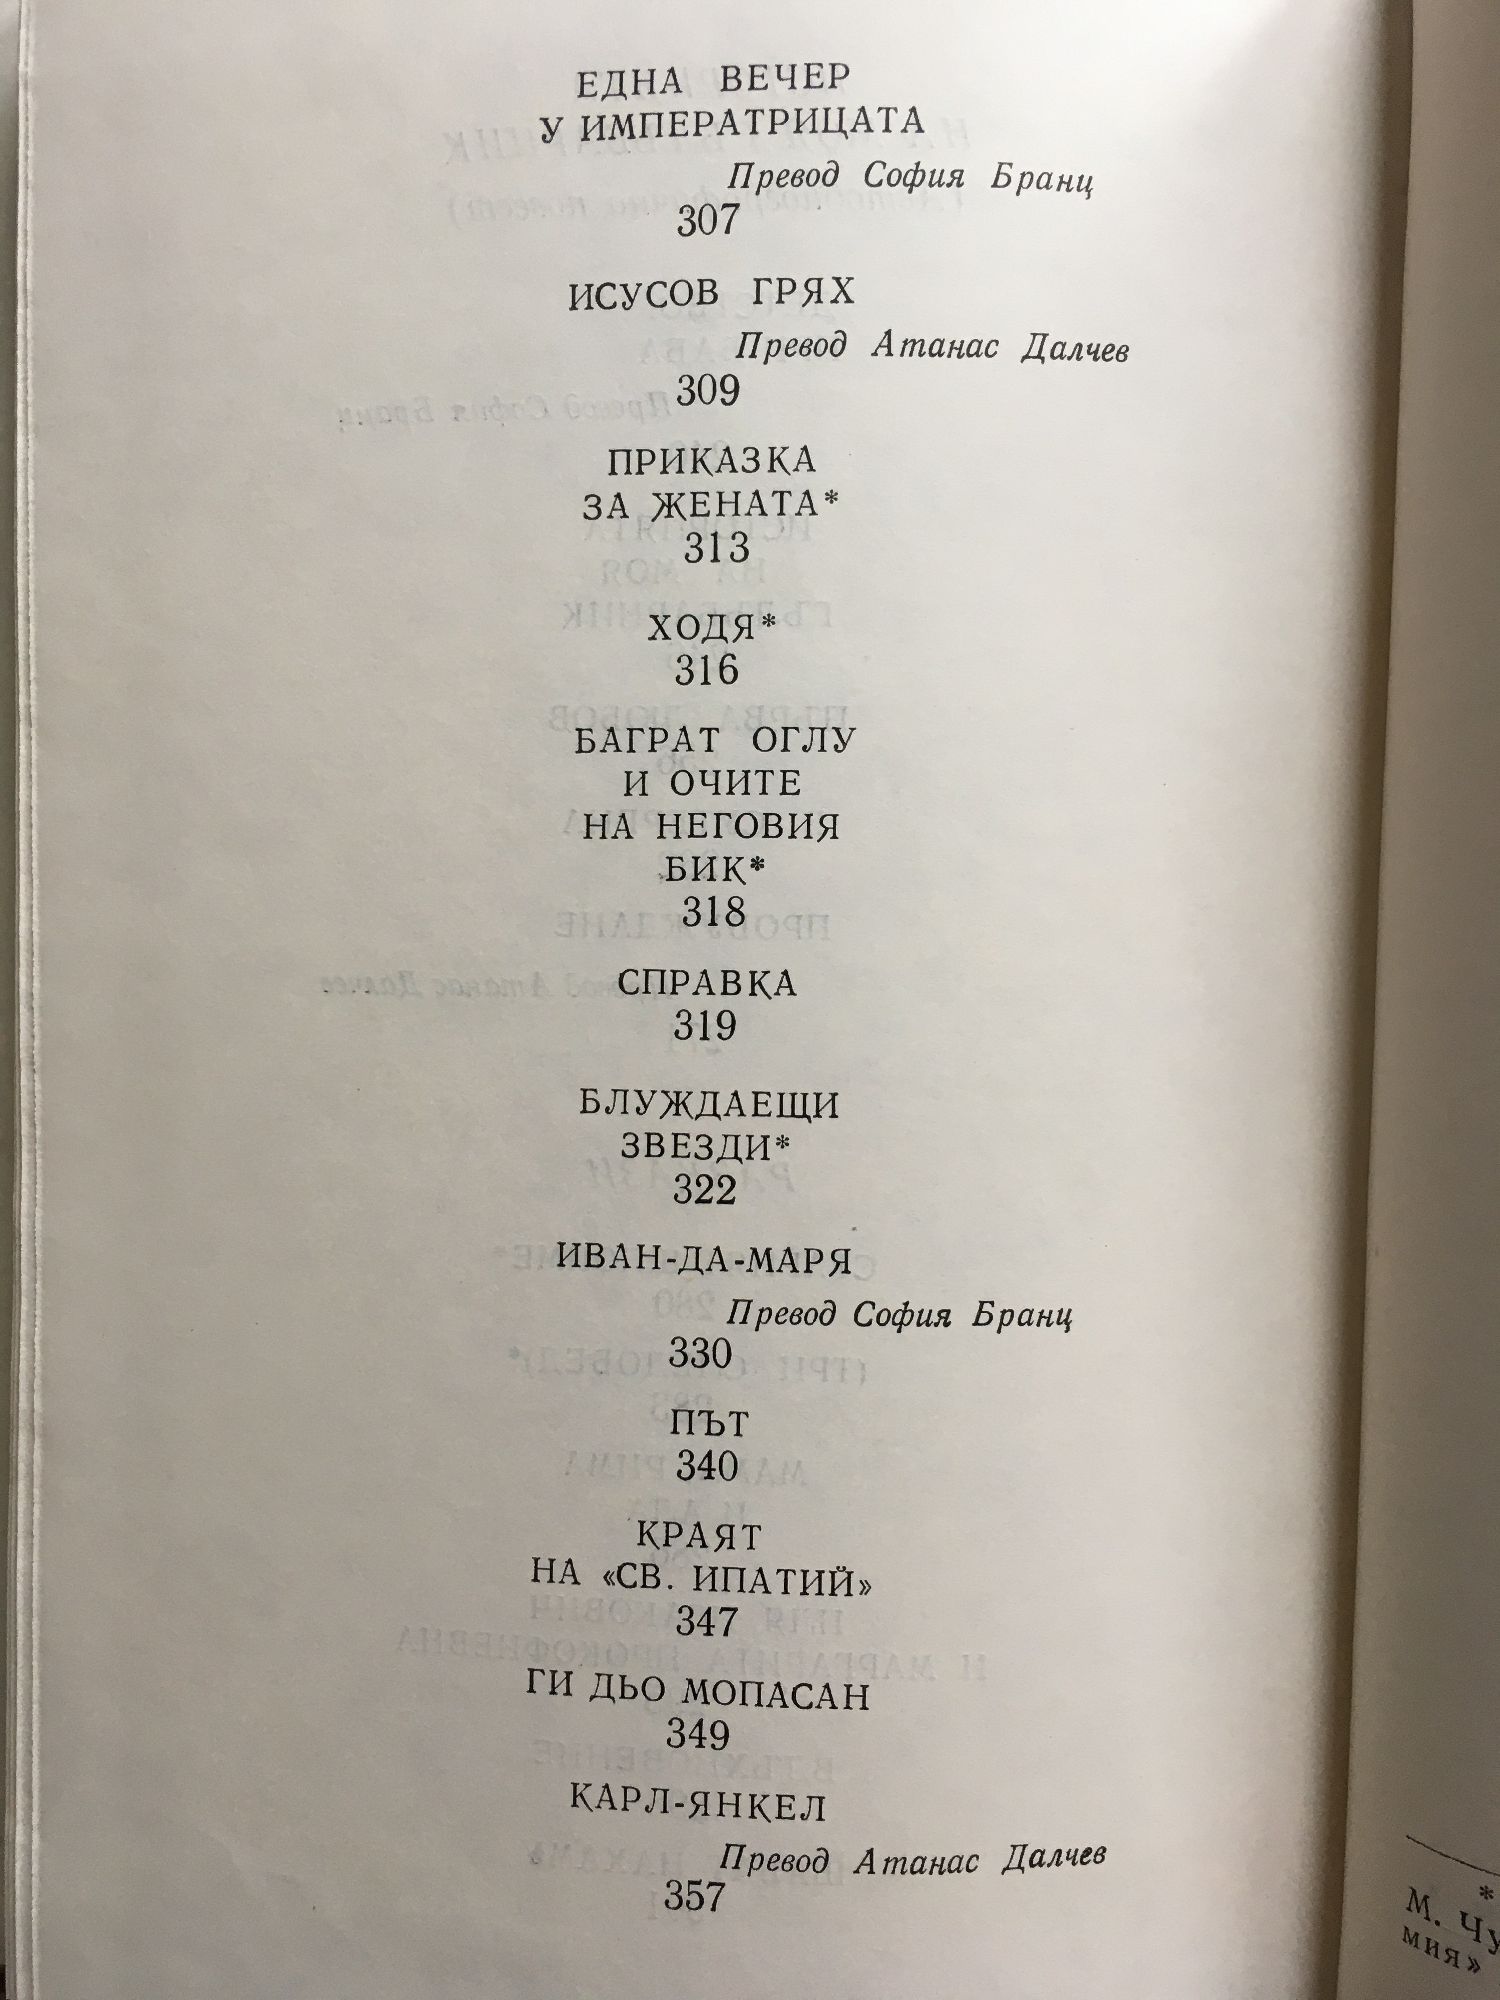 ЕДНА ВЕЧЕР
У ИМПЕРАТРИЦАТА
Превод София Бранц
307
ИСУСОВ ГРЯХ
Превод Атанас Далчев
309
ПРИКАЗКА
ЗА ЖЕНАТА*
313
ХОДЯ*
316
БАГРАТ ОГЛУ
И ОЧИТЕ
НА НЕГОВИЯ
БИК*
318
СПРАВКА
319
БЛУЖДАЕЩИ
ЗВЕЗДИ*
322
ИВАН-ДА-МАРЯ
Превод София Бранц
330
ПЪТ
340
КРАЯТ
НА «СВ. ИПАТИЙ»
347
ГИ ДЬО МОПАСАН
349
КАРЛ-ЯНКЕЛ
Превод Атанас Далчев
357
*
М. Чу
мия»